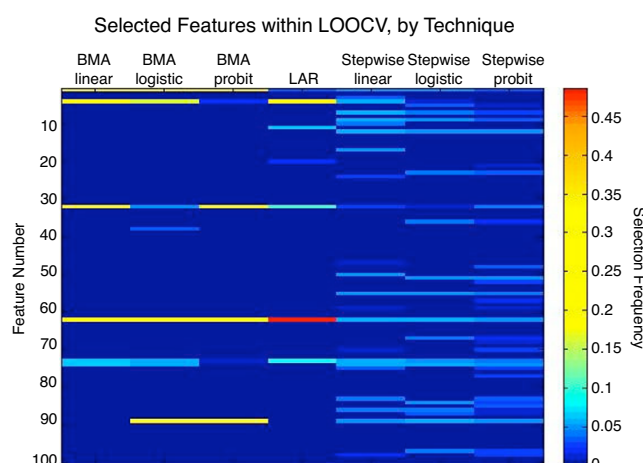 Selected Features within LOOCV, by Technique
BMA linear
BMA logistic
BMA probit
LAR
Stepwise linear
Stepwise logistic
Stepwise probit
Feature Number
10
20
30
40
50
60
70
80
90
100
0.45
0.4
0.35
0.3
0.25
0.2
0.15
0.1
0.05
0
Selection Frequency